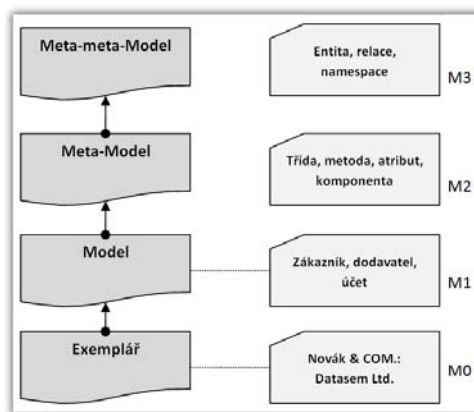 Meta-meta-Model
Entita, relace,
namespace
M3
Meta-Model
Třída, metoda, atribut,
komponenta
M2
Model
Zákazník, dodavatel,
účet
M1
Exemplář
Novák & COM.:
Datasem Ltd.
M0